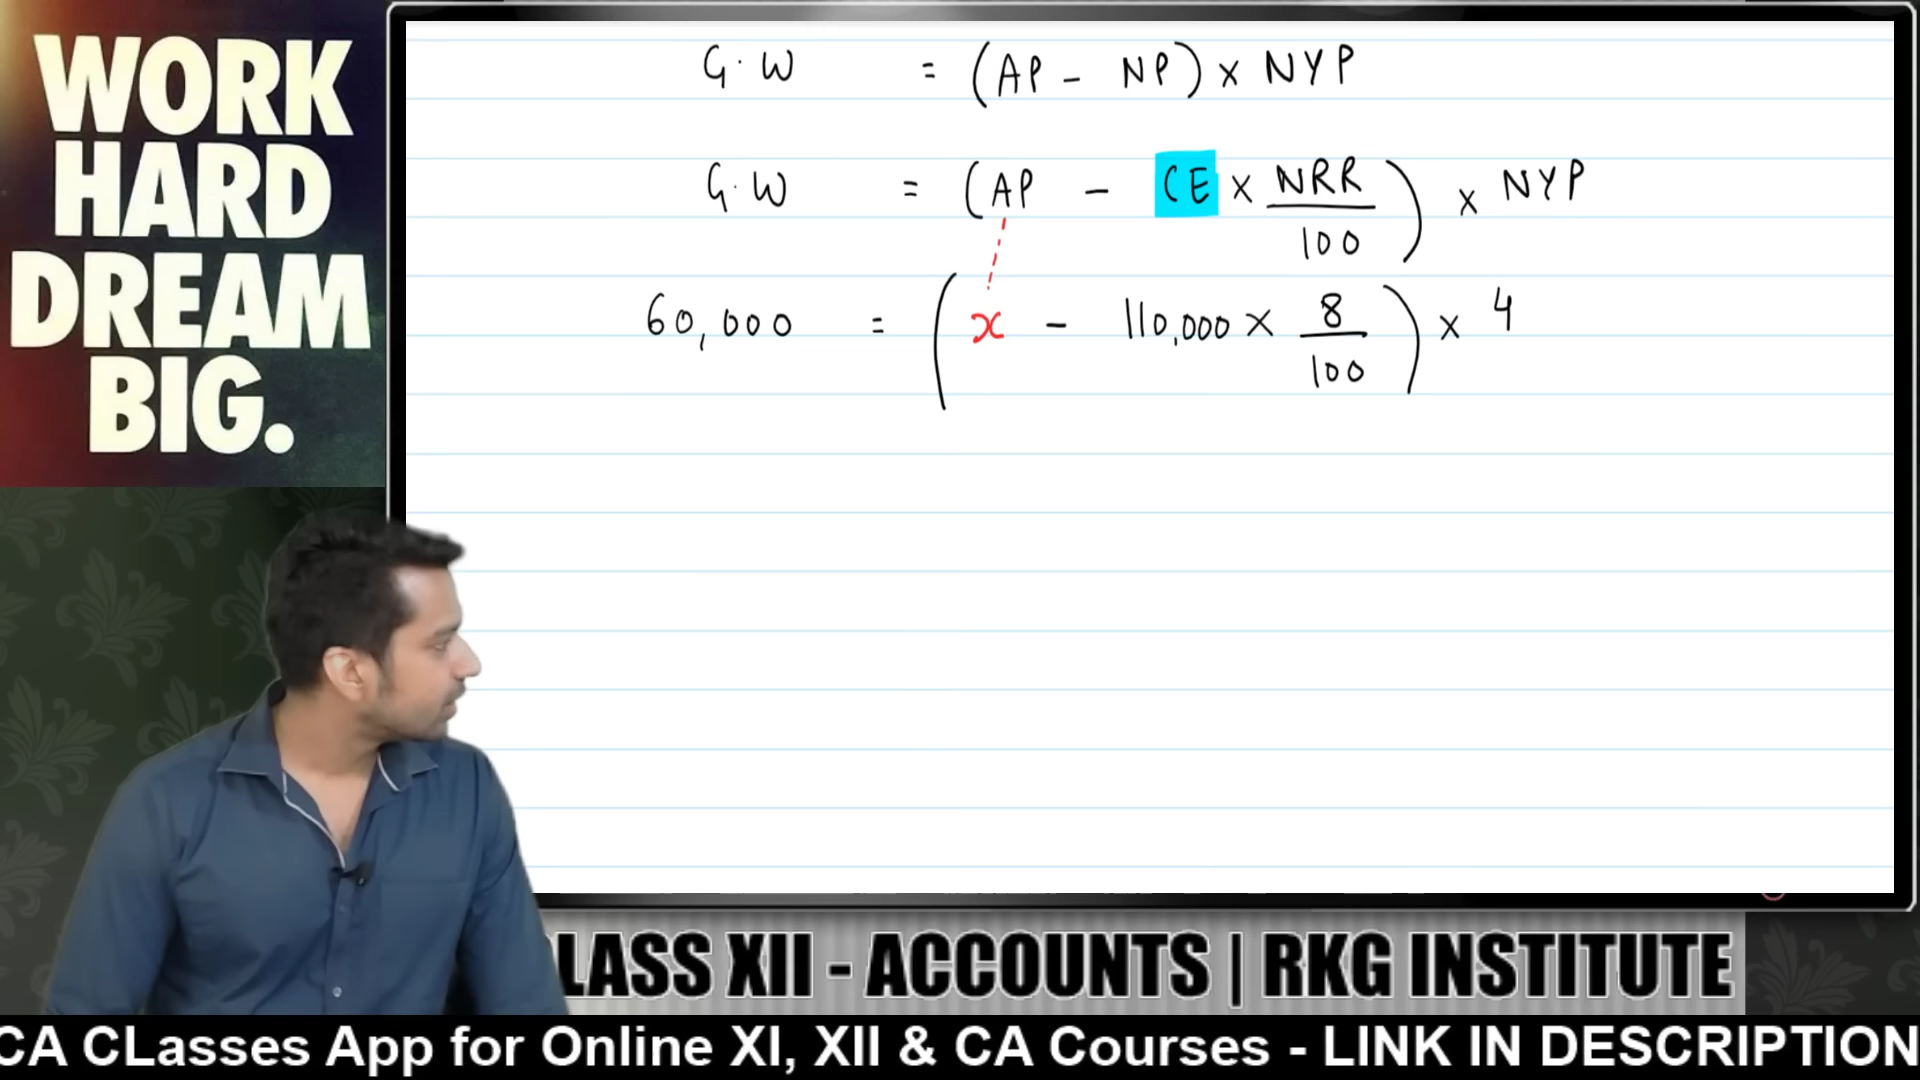 WORK
HARD
DREAM
BIG.
G.W = (AP - NP) x NYP
G.W = (AP - CE x NRR/100) x NYP
60,000 = (x - 110,000 x 8/100) x 4
LASS XII - ACCOUNTS | RKG INSTITUTE
CA CLasses App for Online XI, XII & CA Courses - LINK IN DESCRIPTION